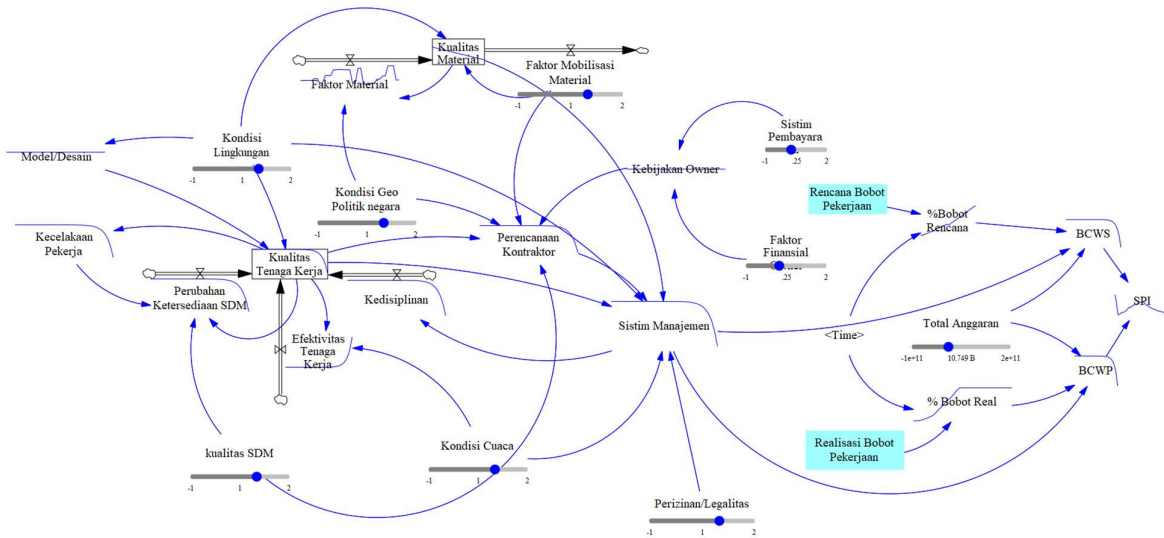 Kualitas
Material
Faktor Material
Faktor Mobilisasi
Material
-1 1 2
Kondisi
Lingkungan
-1 1 2
Model/Desain
Sistim
Pembayara
-1 .25 2
Kebijakan Owner
Kondisi Geo
Politik negara
-1 1 2
Rencana Bobot
Pekerjaan
%Bobot
Rencana
BCWS
Kecelakaan
Pekerja
Kualitas
Tenaga Kerja
Perencanaan
Kontraktor
Faktor
Finansial
-1 .25 2
Perubahan
Ketersediaan SDM
Kedisiplinan
Sistim Manajemen
SPI
<Time>
Total Anggaran
-1e+11 10.749 B 2e+11
Efektivitas
Tenaga
Kerja
BCWP
% Bobot Real
kualitas SDM
-1 1 2
Kondisi Cuaca
-1 1 2
Realisasi Bobot
Pekerjaan
Perizinan/Legalitas
-1 1 2